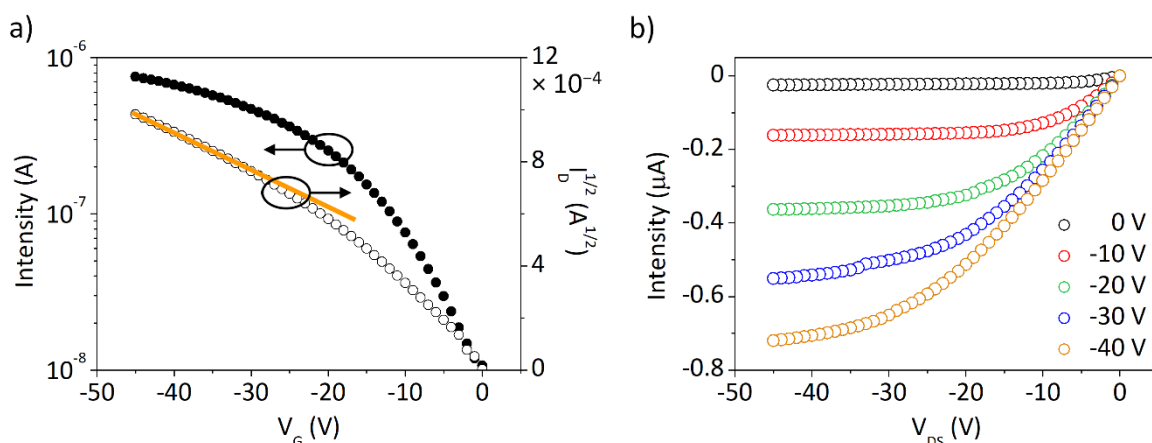 a)
10⁻⁶
10⁻⁷
10⁻⁸
Intensity (A)
12
× 10⁻⁴
8
4
0
I_D^1/2 (A^1/2)
-50 -40 -30 -20 -10 0
V_G (V)
b)
0
-0.2
-0.4
-0.6
-0.8
Intensity (µA)
0 V
-10 V
-20 V
-30 V
-40 V
-50 -40 -30 -20 -10 0
V_DS (V)